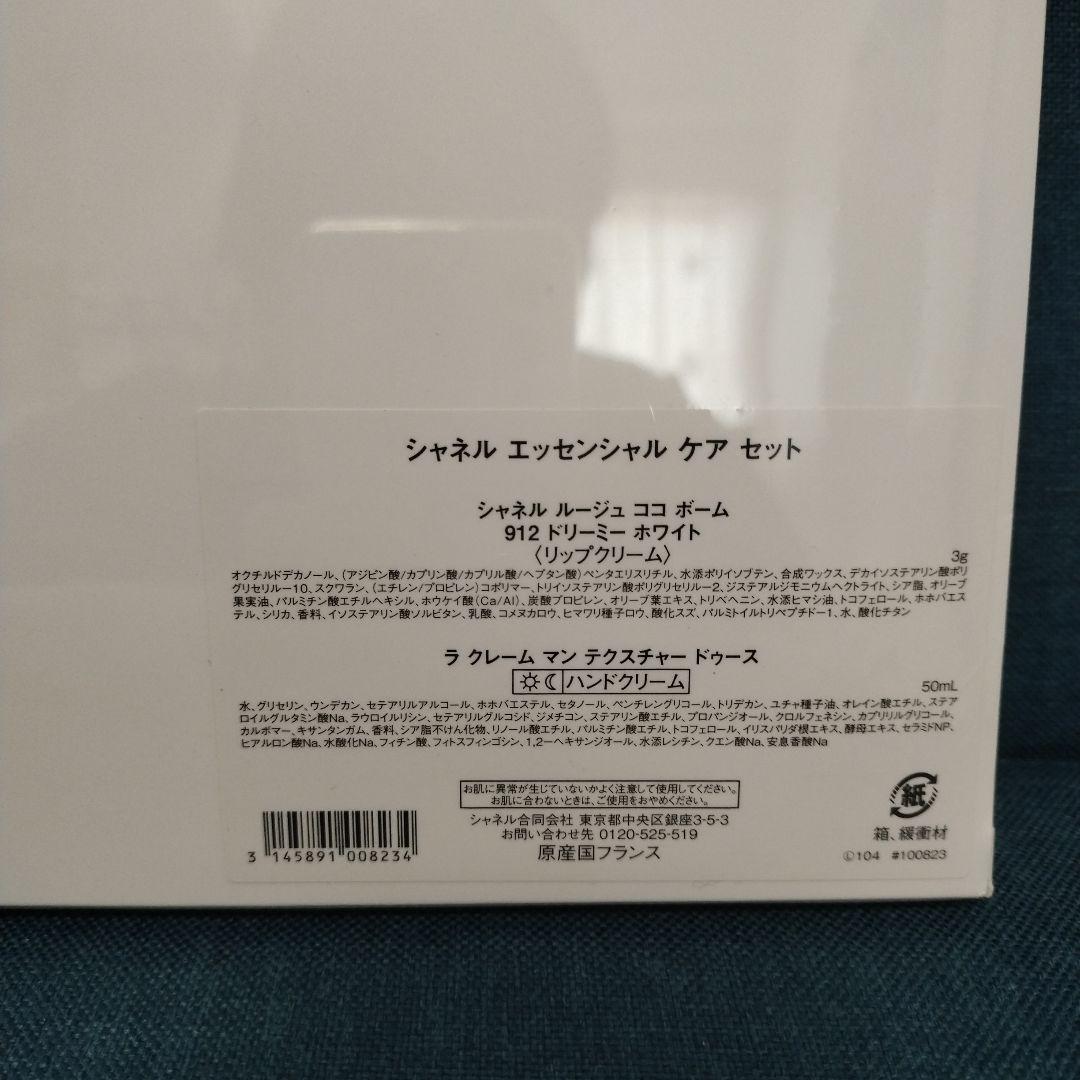 シャネル エッセンシャル ケア セット
シャネル ルージュ ココ ボーム
912 ドリーミー ホワイト
〈リップクリーム〉
3g
オクチルドデカノール、(アジピン酸/カプリン酸/カプリル酸/ヘプタン酸)ペンタエリスリチル、水添ポリイソブテン、合成ワックス、デカイソステアリン酸ポリ
グリセリルー10、スクワラン、(エチレン/プロピレン)コポリマー、トリイソステアリン酸ポリグリセリルー2、ジステアルジモニウムヘクトライト、シア脂、オリーブ
果実油、パルミチン酸エチルヘキシル、ホウケイ酸(Ca/Al)、炭酸プロピレン、オリーブ葉エキス、トリベヘニン、水添ヒマシ油、トコフェロール、ホホバエス
テル、シリカ、香料、イソステアリン酸ソルビタン、乳酸、コメヌカロウ、ヒマワリ種子ロウ、酸化スズ、パルミトイルトリペプチドー1、水、酸化チタン
ラ クレーム マン テクスチャー ドゥース
ハンドクリーム
50mL
水、グリセリン、ウンデカン、セテアリルアルコール、ホホバエステル、セタノール、ペンチレングリコール、トリデカン、ユチャ種子油、オレイン酸エチル、ステア
ロイルグルタミン酸Na、ラウロイルリシン、セテアリルグルコシド、ジメチコン、ステアリン酸エチル、プロパンジオール、クロルフェネシン、カプリリルグリコール、
カルボマー、キサンタンガム、香料、シア脂不けん化物、リノール酸エチル、パルミチン酸エチル、トコフェロール、イリスパリダ根エキス、酵母エキス、セラミドNP、
ヒアルロン酸Na、水酸化Na、フィチン酸、フィトスフィンゴシン、1,2ーヘキサンジオール、水添レシチン、クエン酸Na、安息香酸Na
お肌に異常が生じていないかよく注意して使用してください。
お肌に合わないときは、ご使用をおやめください。
シャネル合同会社 東京都中央区銀座3-5-3
お問い合わせ先 0120-525-519
原産国フランス
3 145891 008234
紙
箱、緩衝材
Ⓛ104 #100823